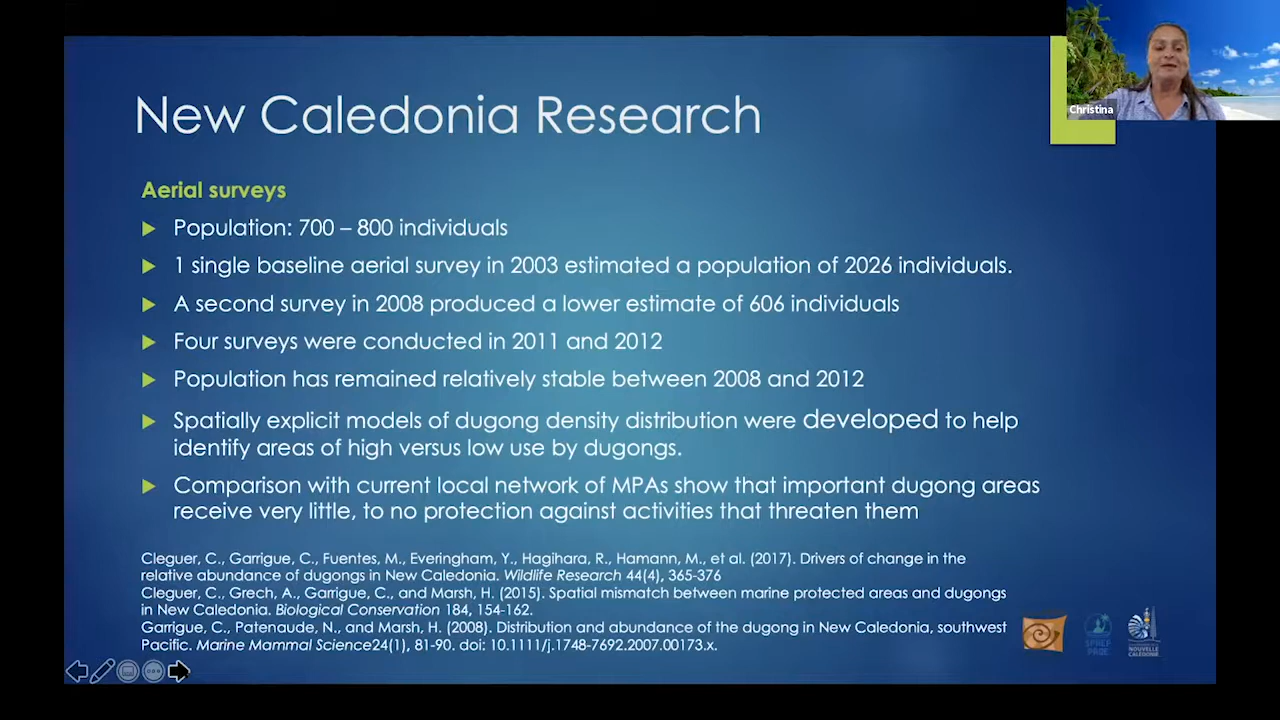 Christina
New Caledonia Research
Aerial surveys
Population: 700 – 800 individuals
1 single baseline aerial survey in 2003 estimated a population of 2026 individuals.
A second survey in 2008 produced a lower estimate of 606 individuals
Four surveys were conducted in 2011 and 2012
Population has remained relatively stable between 2008 and 2012
Spatially explicit models of dugong density distribution were developed to help
identify areas of high versus low use by dugongs.
Comparison with current local network of MPAs show that important dugong areas
receive very little, to no protection against activities that threaten them
Cleguer, C., Garrigue, C., Fuentes, M., Everingham, Y., Hagihara, R., Hamann, M., et al. (2017). Drivers of change in the
relative abundance of dugongs in New Caledonia. Wildlife Research 44(4), 365-376
Cleguer, C., Grech, A., Garrigue, C., and Marsh, H. (2015). Spatial mismatch between marine protected areas and dugongs
in New Caledonia. Biological Conservation 184, 154-162.
Garrigue, C., Patenaude, N., and Marsh, H. (2008). Distribution and abundance of the dugong in New Caledonia, southwest
Pacific. Marine Mammal Science24(1), 81-90. doi: 10.1111/j.1748-7692.2007.00173.x.
SPREP
PROE
NOUVELLE
CALÉDONIE